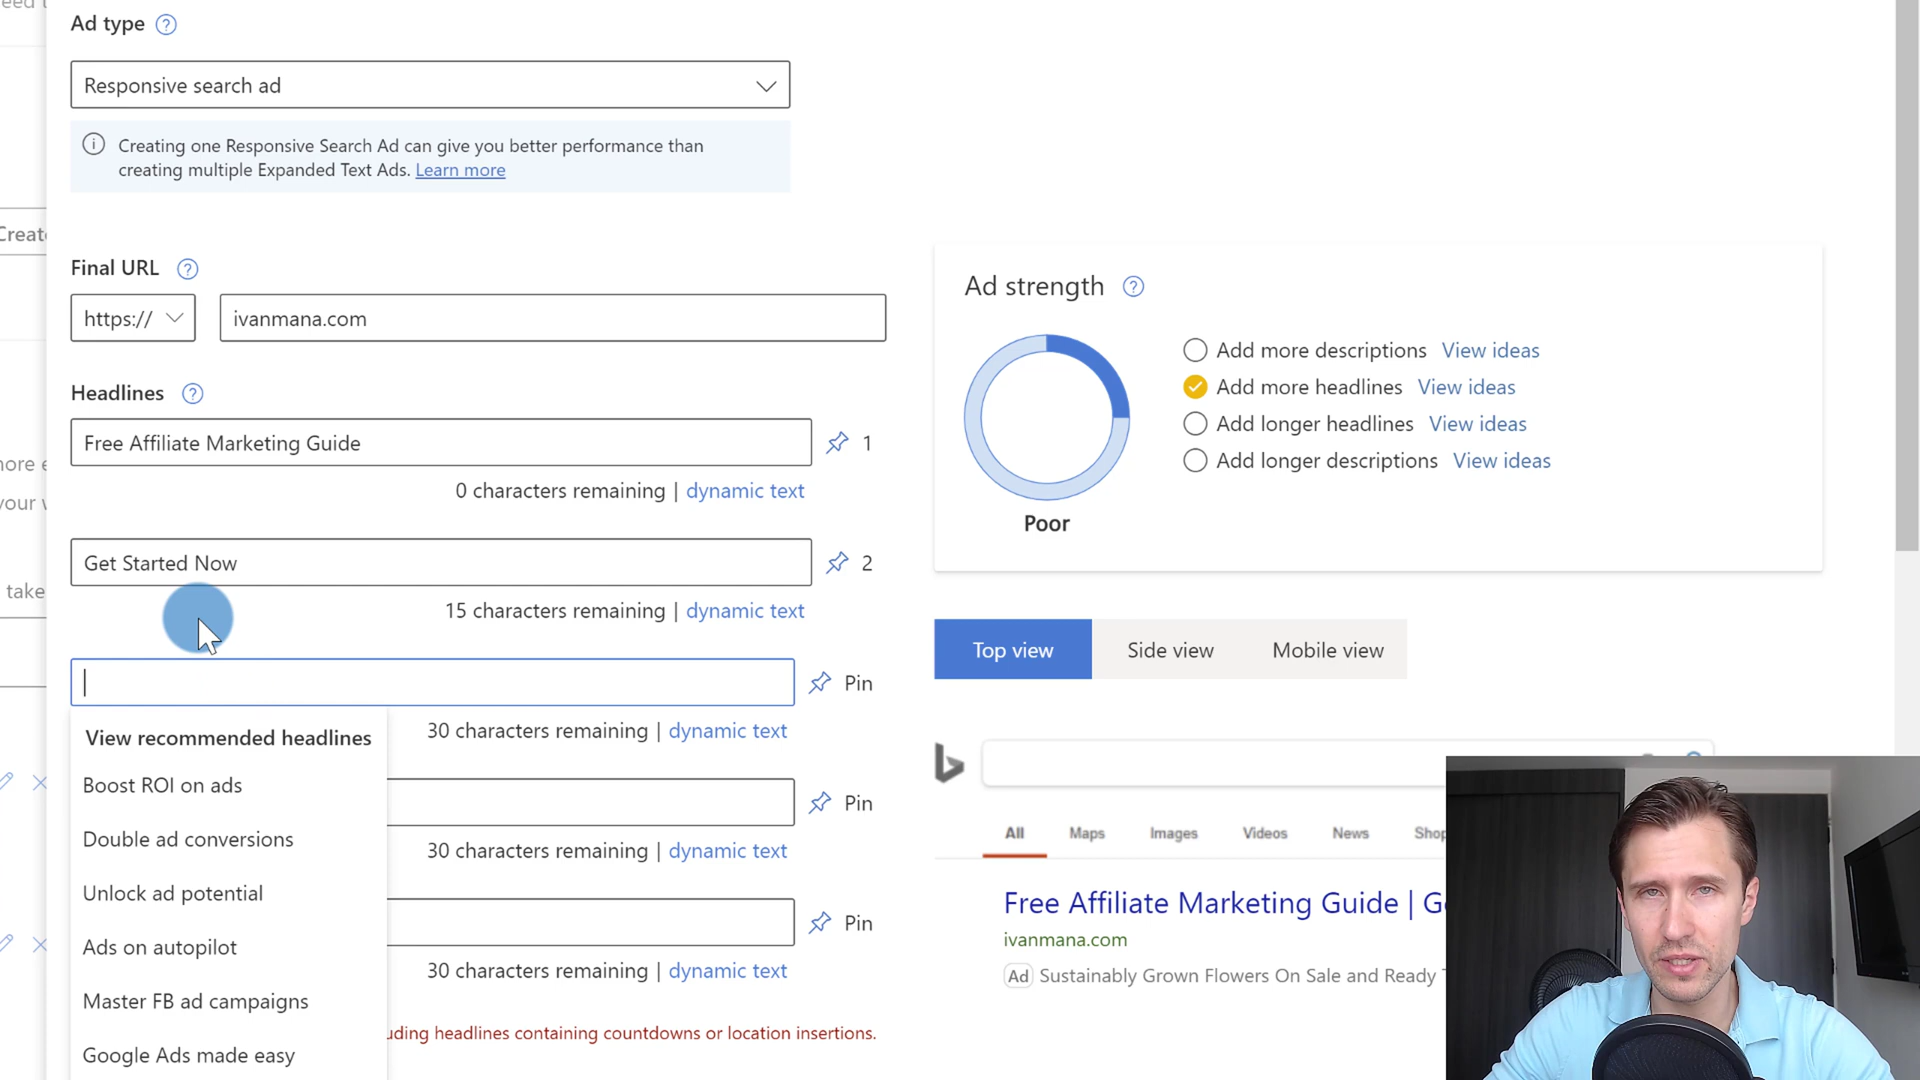 Ad type
Responsive search ad
Creating one Responsive Search Ad can give you better performance than
creating multiple Expanded Text Ads. Learn more
Final URL
https://
ivanmana.com
Headlines
Free Affiliate Marketing Guide
1
0 characters remaining | dynamic text
Get Started Now
2
15 characters remaining | dynamic text
Pin
30 characters remaining | dynamic text
View recommended headlines
Boost ROI on ads
Double ad conversions
Unlock ad potential
Ads on autopilot
Master FB ad campaigns
Google Ads made easy
Pin
30 characters remaining | dynamic text
Pin
30 characters remaining | dynamic text
headlines containing countdowns or location insertions.
more
your
take
Ad strength
Poor
Add more descriptions View ideas
Add more headlines View ideas
Add longer headlines View ideas
Add longer descriptions View ideas
Top view
Side view
Mobile view
All
Maps
Images
Videos
News
Free Affiliate Marketing Guide |
ivanmana.com
Ad Sustainably Grown Flowers On Sale and Ready